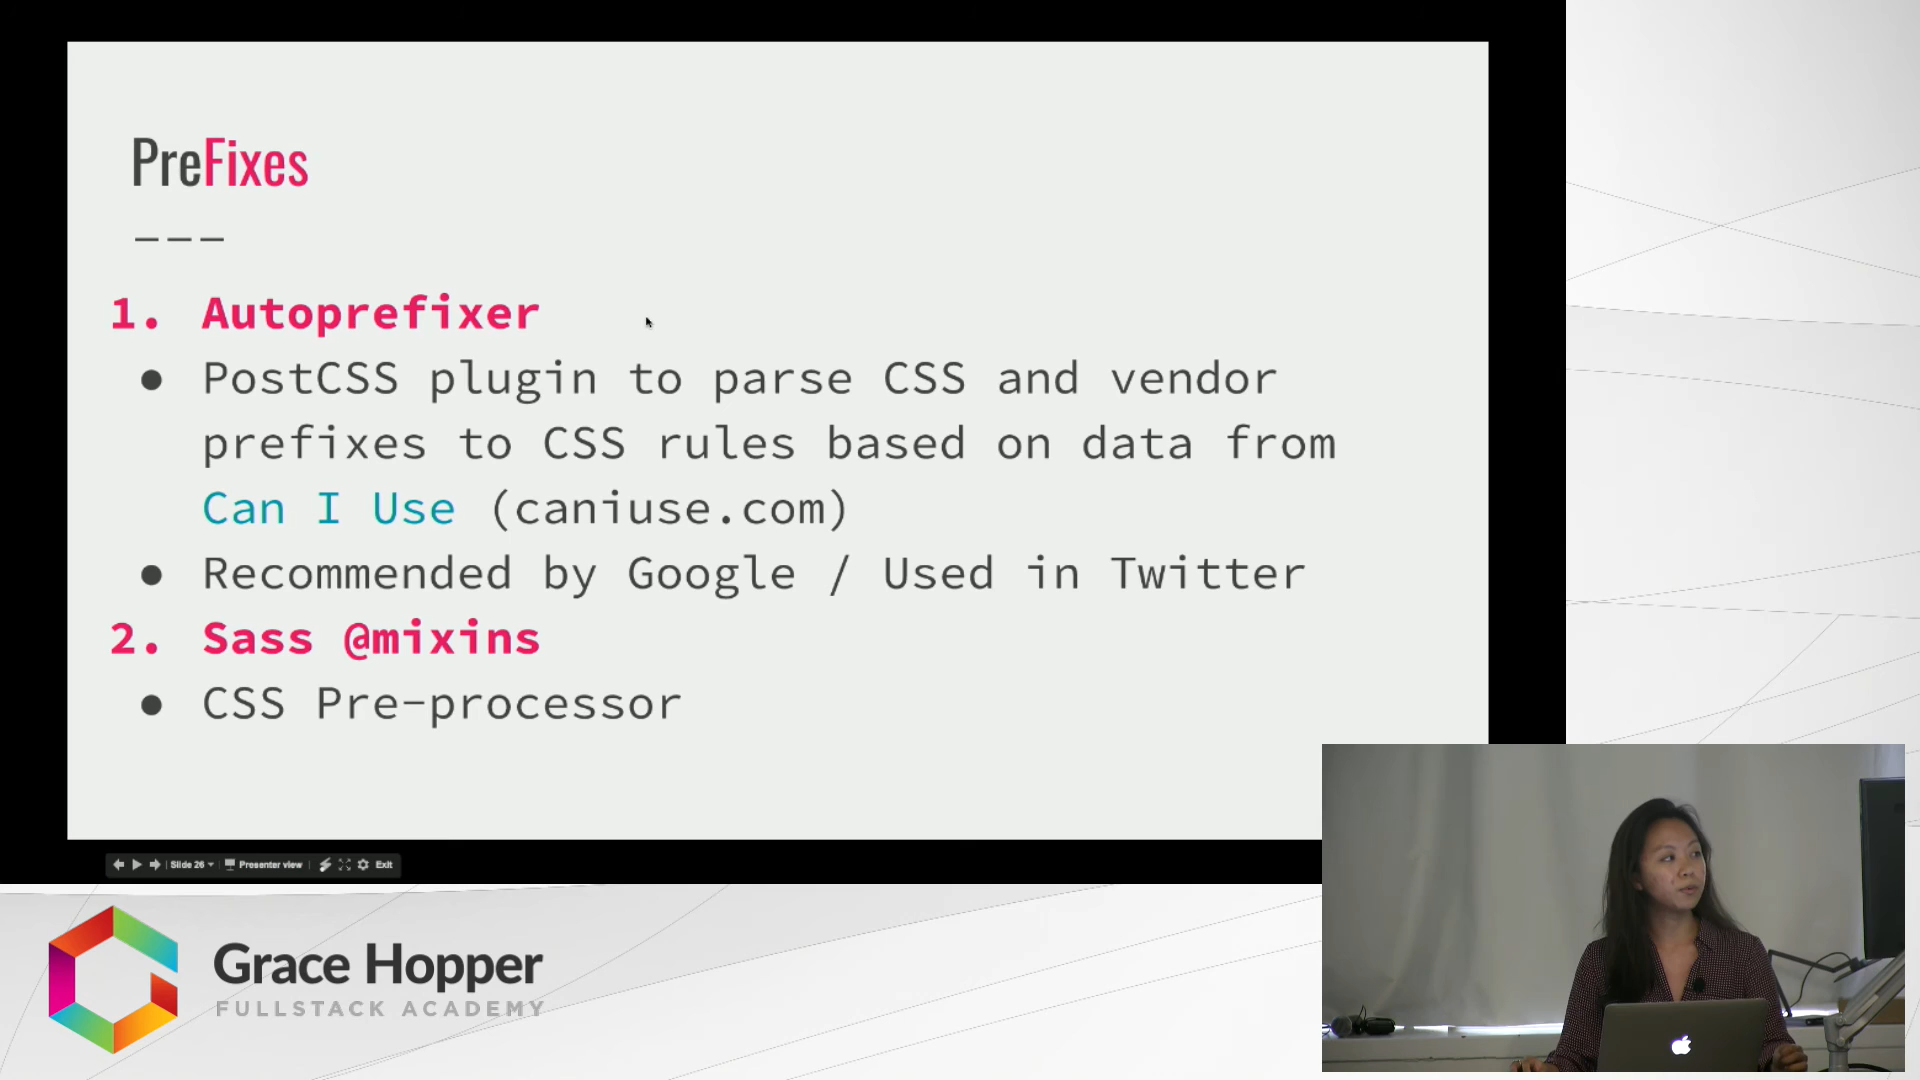 PreFixes
---
1. Autoprefixer
● PostCSS plugin to parse CSS and vendor
prefixes to CSS rules based on data from
Can I Use (caniuse.com)
● Recommended by Google / Used in Twitter
2. Sass @mixins
● CSS Pre-processor
Slide 26 Presenter view Exit
Grace Hopper
FULLSTACK ACADEMY